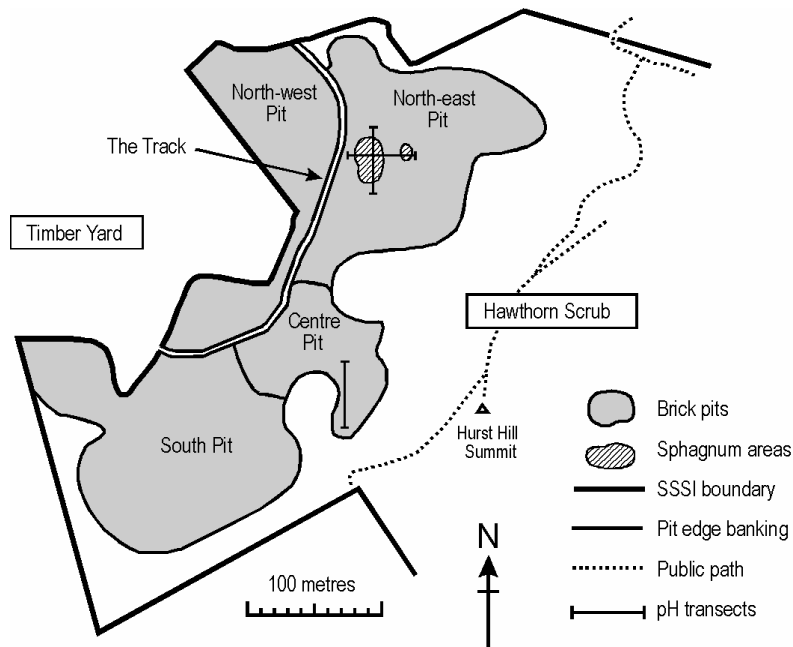 North-west
Pit
North-east
Pit
The Track
Timber Yard
Hawthorn Scrub
Centre
Pit
South Pit
Hurst Hill
Summit
Brick pits
Sphagnum areas
SSSI boundary
Pit edge banking
Public path
pH transects
N
100 metres